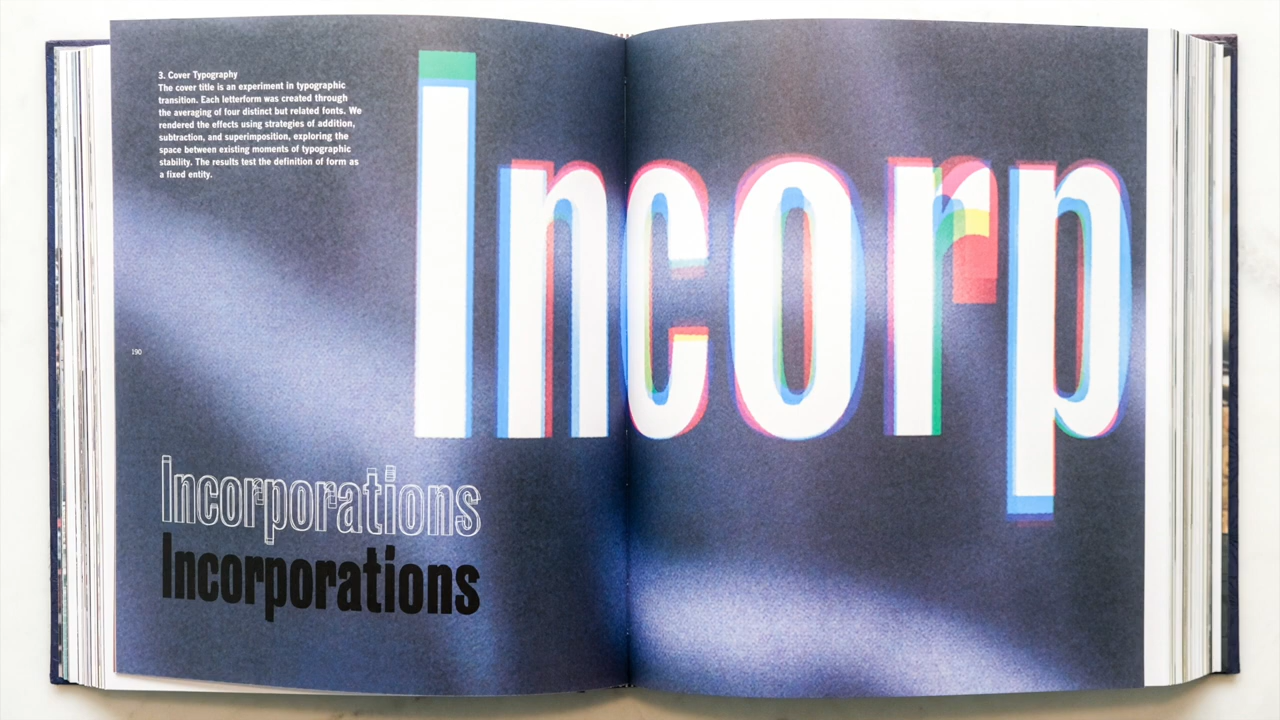 3. Cover Typography
The cover title is an experiment in typographic
transition. Each letterform was created through
the averaging of four distinct but related fonts. We
rendered the effects using strategies of addition,
subtraction, and superimposition, exploring the
space between existing moments of typographic
stability. The results test the definition of form as
a fixed entity.
190
Incorporations
Incorporations
Incorp